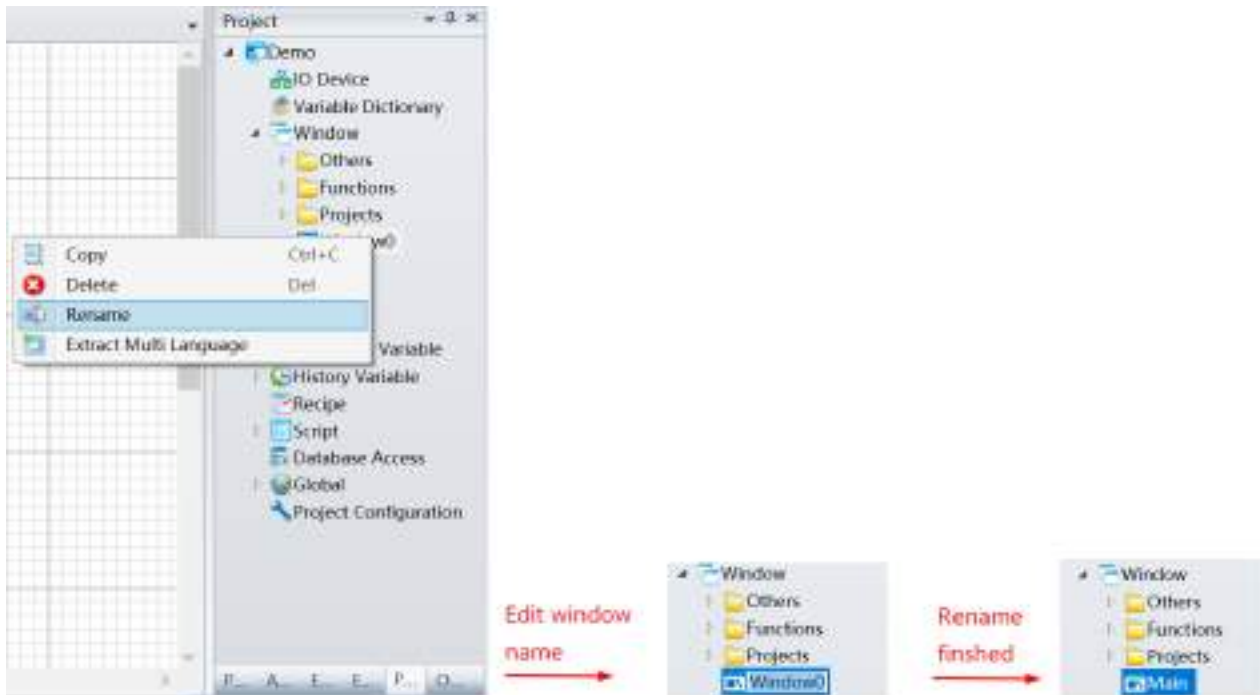 Project
Demo
IO Device
Variable Dictionary
Window
Others
Functions
Projects
w0
Copy Ctrl+C
Delete Del
Rename
Extract Multi Language
Variable
History Variable
Recipe
Script
Database Access
Global
Project Configuration
P... A... E... E... P... O...
Edit window
name
Window
Others
Functions
Projects
Window0
Rename
finshed
Window
Others
Functions
Projects
Main